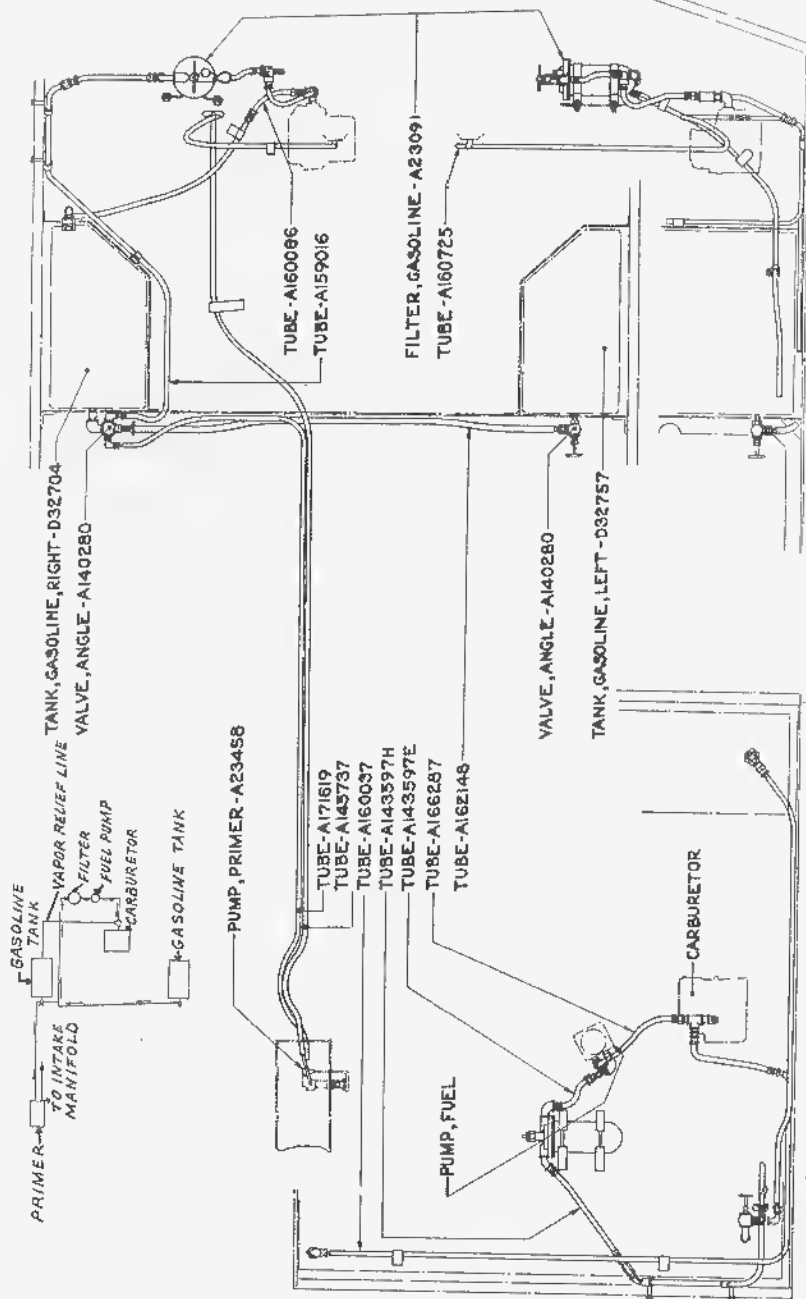 PRIMER
TO INTAKE
MANIFOLD
GASOLINE
TANK
VAPOR RELIEF LINE
FILTER
FUEL PUMP
CARBURETOR
GASOLINE TANK
TANK, GASOLINE, RIGHT-D32704
VALVE, ANGLE-A140280
PUMP, PRIMER-A23458
TUBE-A160086
TUBE-A159016
FILTER, GASOLINE-A23091
TUBE-A160725
TUBE-A171619
TUBE-A145737
TUBE-A160037
TUBE-A143597H
TUBE-A143597E
TUBE-A166287
TUBE-A162148
VALVE, ANGLE-A140280
TANK, GASOLINE, LEFT-D32757
PUMP, FUEL
CARBURETOR